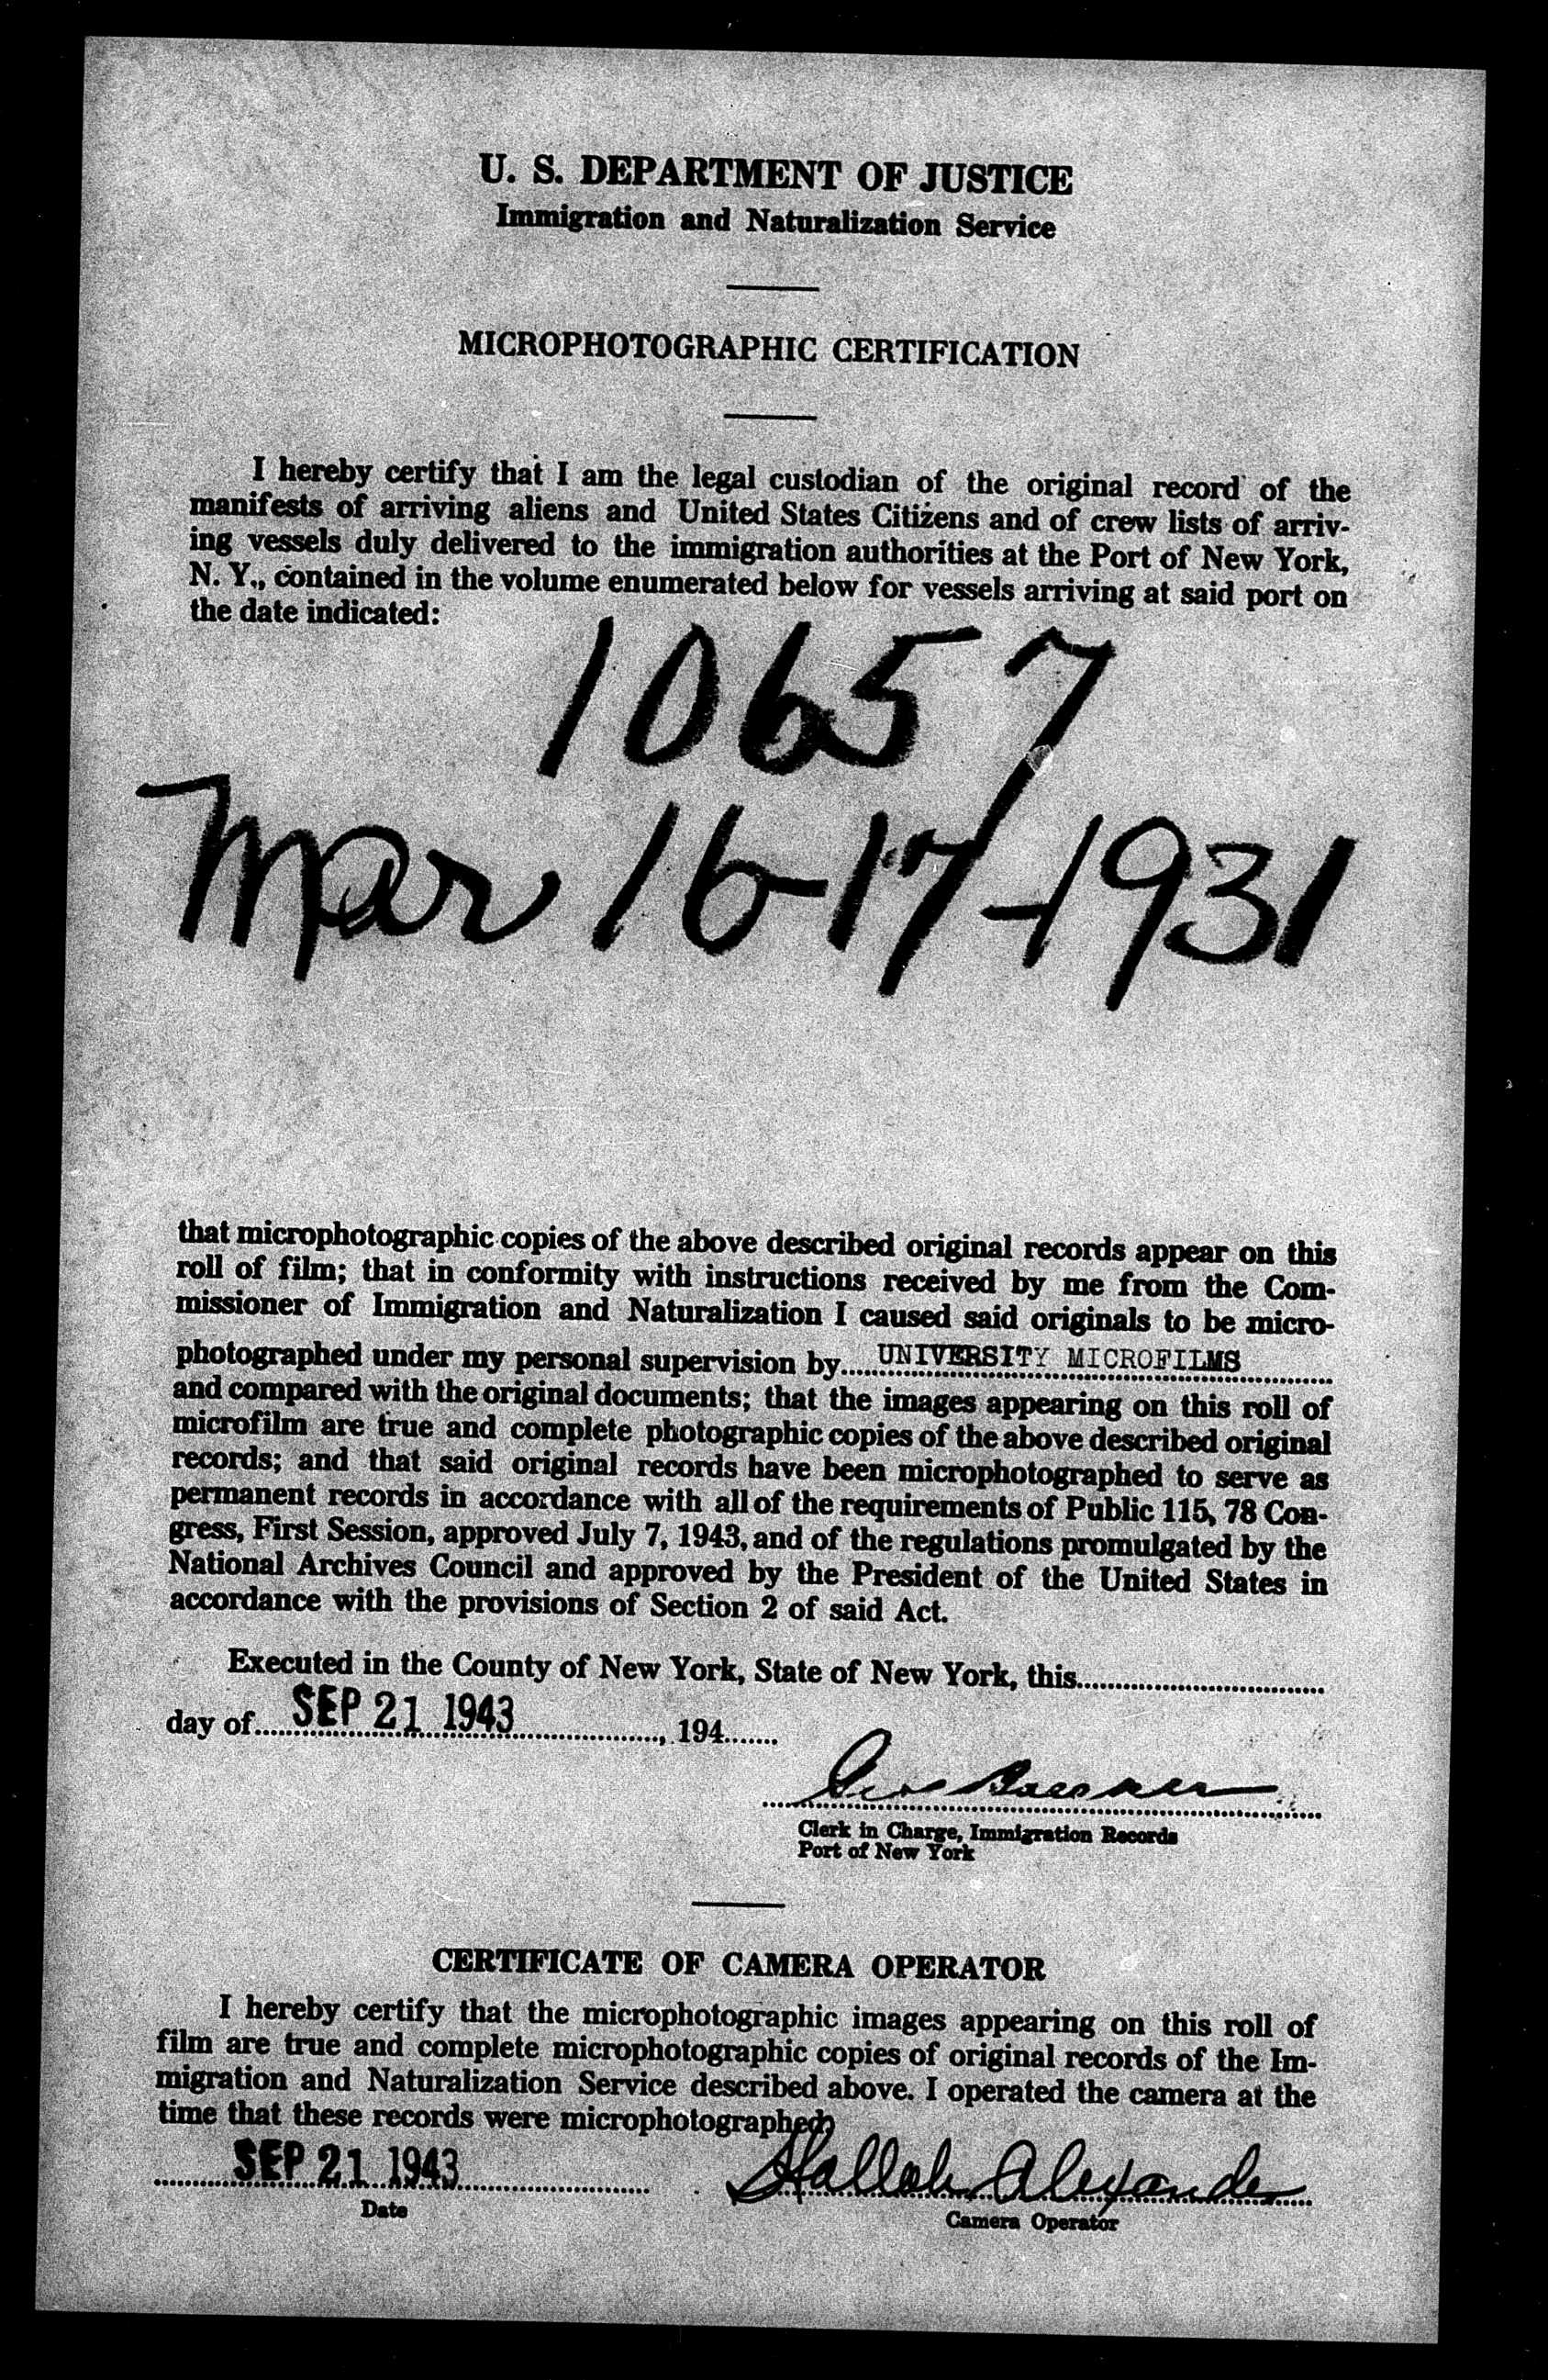 U. S. DEPARTMENT OF JUSTICE
Immigration and Naturalization Service
MICROPHOTOGRAPHIC CERTIFICATION
I hereby certify that I am the legal custodian of the original record of the
manifests of arriving aliens and United States Citizens and of crew lists of arriv-
ing vessels duly delivered to the immigration authorities at the Port of New York,
N. Y., contained in the volume enumerated below for vessels arriving at said port on
the date indicated:
10657
Mar 16-17-1931
that microphotographic copies of the above described original records appear on this
roll of film; that in conformity with instructions received by me from the Com-
missioner of Immigration and Naturalization I caused said originals to be micro-
photographed under my personal supervision by UNIVERSITY MICROFILMS
and compared with the original documents; that the images appearing on this roll of
microfilm are true and complete photographic copies of the above described original
records; and that said original records have been microphotographed to serve as
permanent records in accordance with all of the requirements of Public 115, 78 Con-
gress, First Session, approved July 7, 1943, and of the regulations promulgated by the
National Archives Council and approved by the President of the United States in
accordance with the provisions of Section 2 of said Act.
Executed in the County of New York, State of New York, this
day of SEP 21 1943, 194
Geo
Clerk in Charge, Immigration Records
Port of New York
CERTIFICATE OF CAMERA OPERATOR
I hereby certify that the microphotographic images appearing on this roll of
film are true and complete microphotographic copies of original records of the Im-
migration and Naturalization Service described above. I operated the camera at the
time that these records were microphotographed.
SEP 21 1943 Alexander
Date
Camera Operator